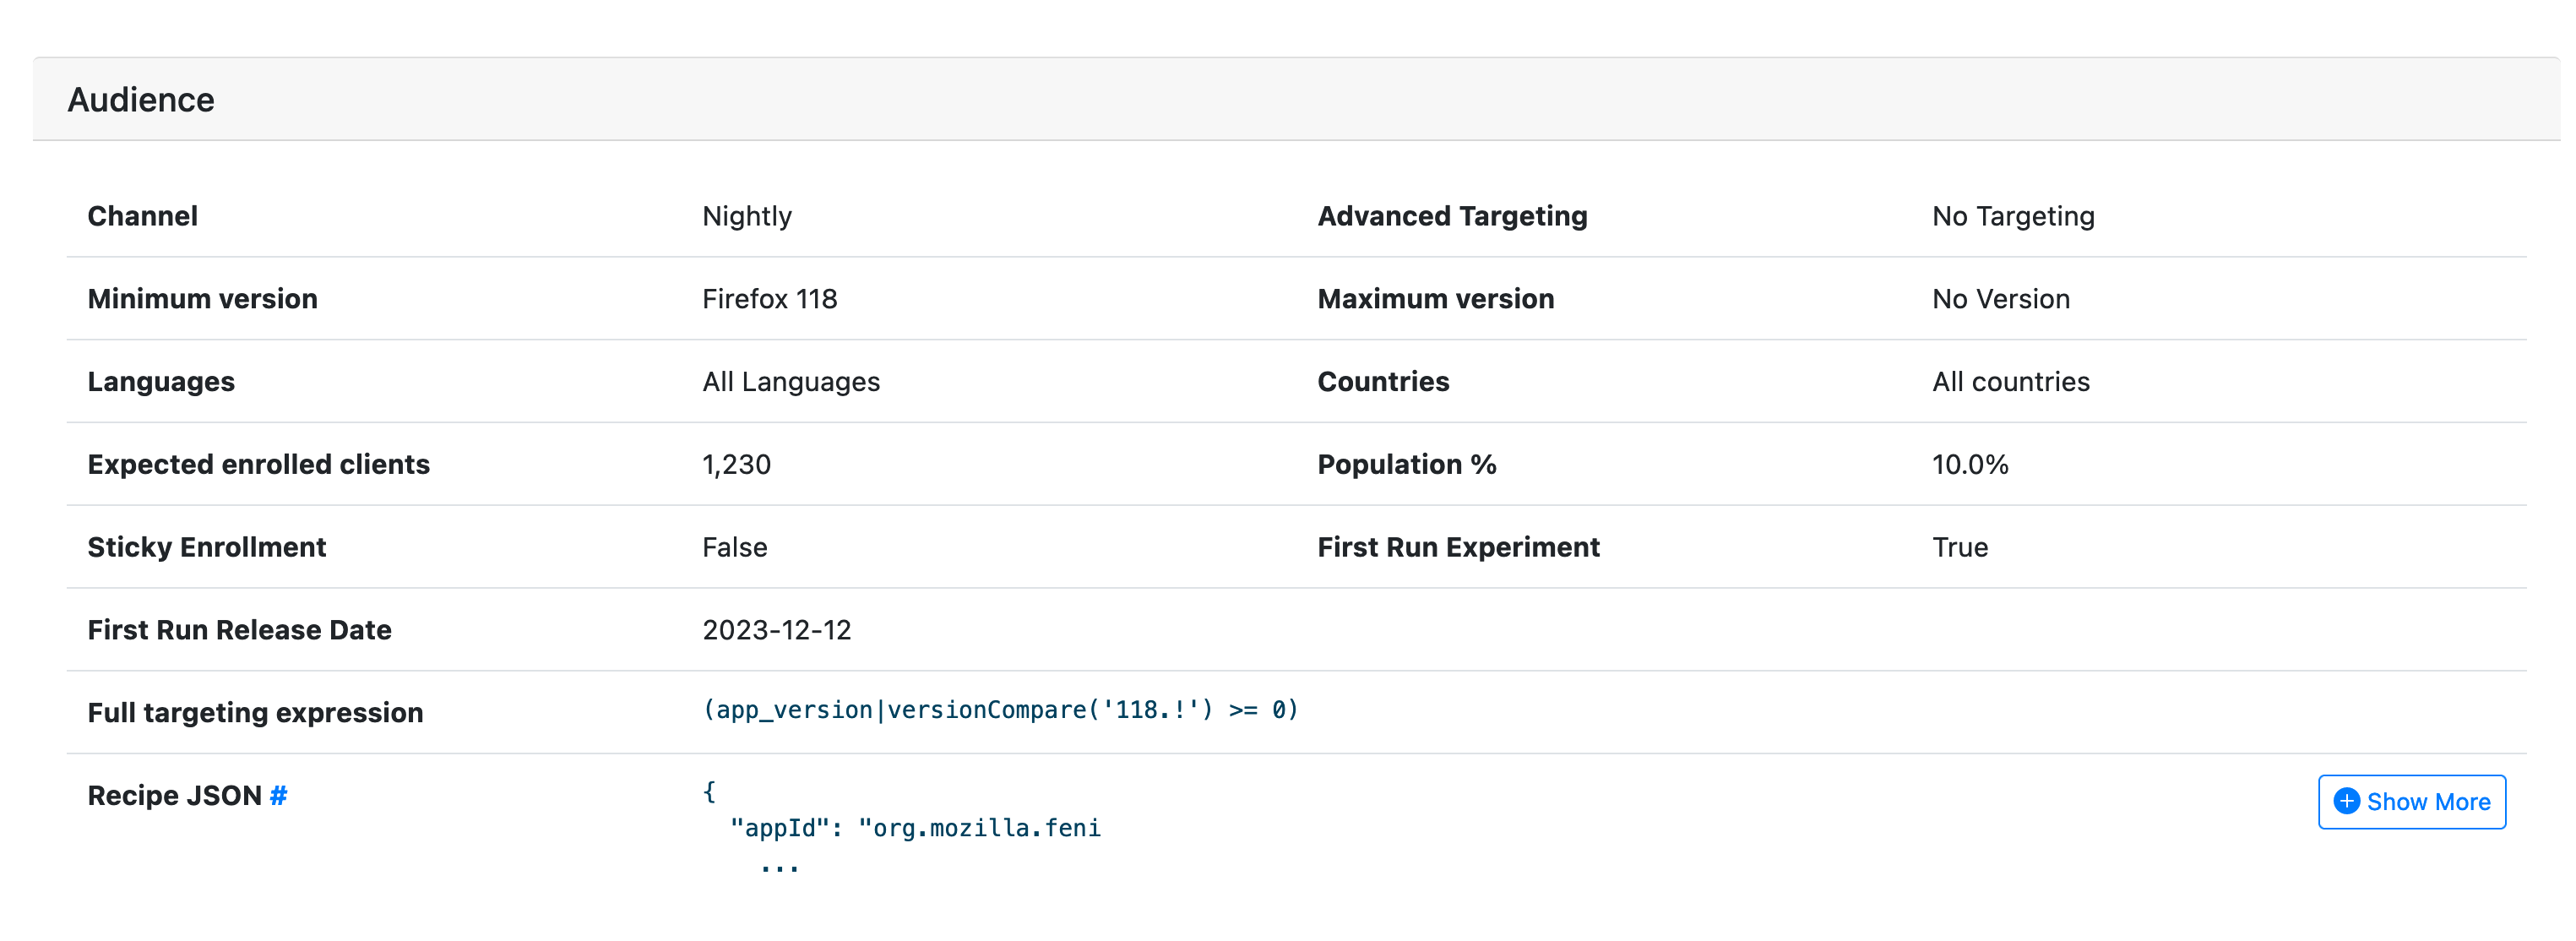 Audience
Channel Nightly Advanced Targeting No Targeting
Minimum version Firefox 118 Maximum version No Version
Languages All Languages Countries All countries
Expected enrolled clients 1,230 Population % 10.0%
Sticky Enrollment False First Run Experiment True
First Run Release Date 2023-12-12
Full targeting expression (app_version|versionCompare('118.!') >= 0)
Recipe JSON # { Show More
"appId": "org.mozilla.feni
...